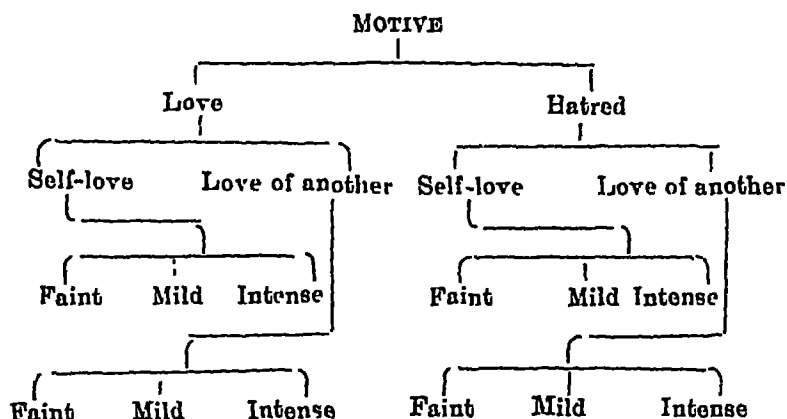 MOTIVE
Love Hatred
Self-love Love of another Self-love Love of another
Faint Mild Intense Faint Mild Intense
Faint Mild Intense Faint Mild Intense